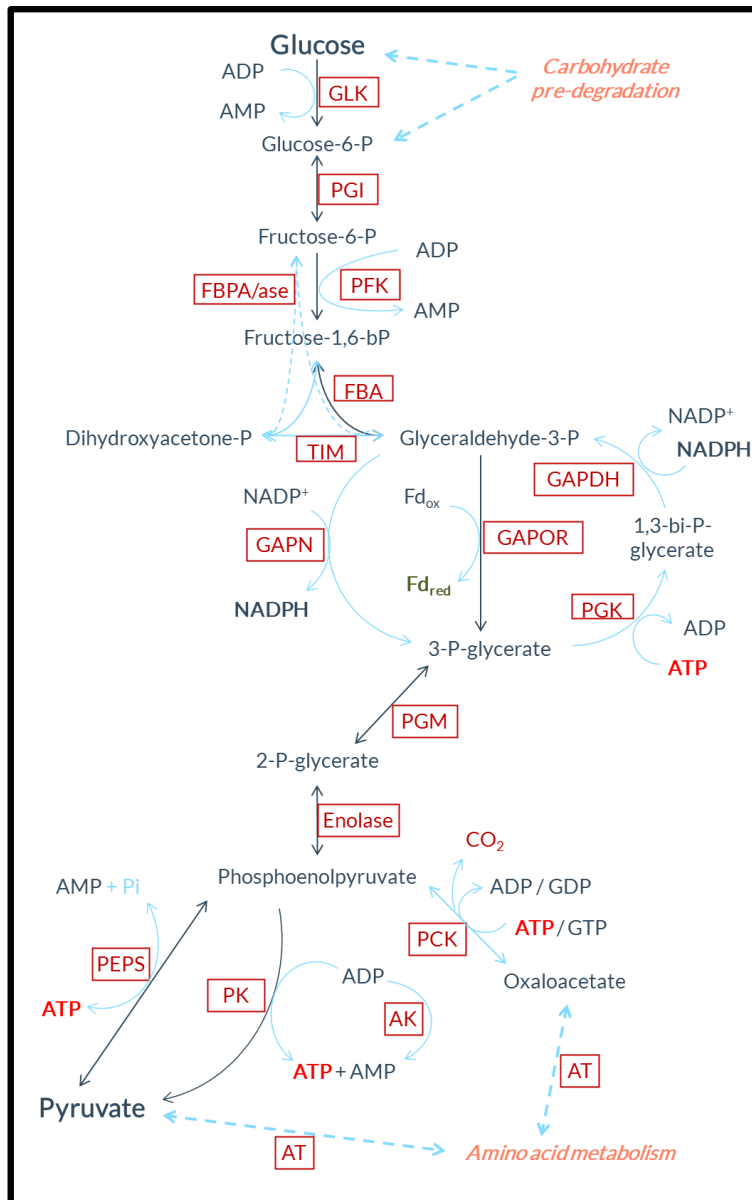 Glucose
ADP
Carbohydrate
pre-degradation
GLK
AMP
Glucose-6-P
PGI
Fructose-6-P
ADP
FBPA/ase
PFK
AMP
Fructose-1,6-bP
FBA
Dihydroxyacetone-P
TIM
Glyceraldehyde-3-P
NADP⁺
NADPH
GAPDH
NADP⁺
Fdox
GAPN
GAPOR
1,3-bi-P-
glycerate
NADPH
Fdred
PGK
ADP
3-P-glycerate
ATP
PGM
2-P-glycerate
Enolase
CO₂
Phosphoenolpyruvate
AMP + Pi
ADP / GDP
ATP / GTP
PCK
PEPS
ADP
Oxaloacetate
PK
ATP
AK
ATP + AMP
AT
Pyruvate
AT
Amino acid metabolism